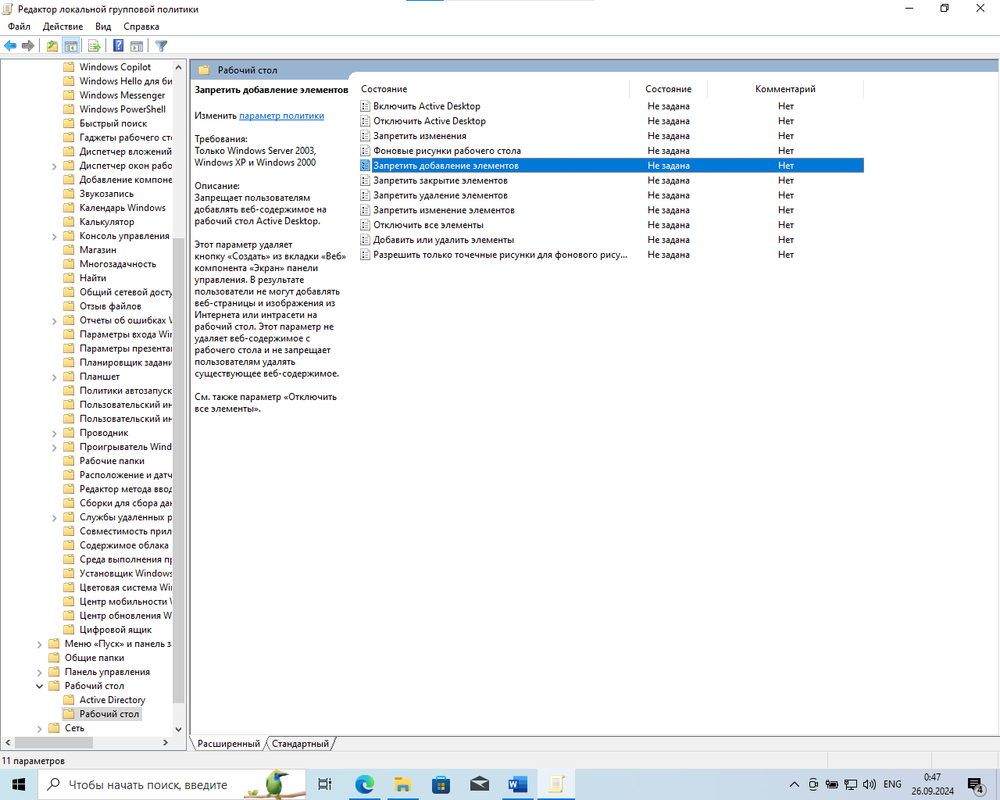 Редактор локальной групповой политики
Файл Действие Вид Справка
Windows Copilot
Windows Hello для би
Windows Messenger
Windows PowerShell
Быстрый поиск
Гаджеты рабочего сто
Диспетчер вложений
Диспетчер окон рабо
Добавление компоне
Звукозапись
Календарь Windows
Калькулятор
Консоль управления
Магазин
Многозадачность
Найти
Общий сетевой досту
Отзыв файлов
Отчеты об ошибках W
Параметры входа Win
Параметры презента
Планировщик задани
Планшет
Политики автозапуск
Пользовательский ин
Пользовательский ин
Проводник
Проигрыватель Wind
Рабочие папки
Расположение и датч
Редактор метода ввод
Сборки для сбора дан
Службы удаленных р
Совместимость прил
Содержимое облака
Среда выполнения пр
Установщик Windows
Цветовая система Win
Центр мобильности W
Центр обновления W
Цифровой ящик
Меню «Пуск» и панель з
Общие папки
Панель управления
Рабочий стол
Active Directory
Рабочий стол
Сеть
Рабочий стол
Запретить добавление элементов
Изменить параметр политики
Требования:
Только Windows Server 2003,
Windows XP и Windows 2000
Описание:
Запрещает пользователям
добавлять веб-содержимое на
рабочий стол Active Desktop.
Этот параметр удаляет
кнопку «Создать» из вкладки «Веб»
компонента «Экран» панели
управления. В результате
пользователи не могут добавлять
веб-страницы и изображения из
Интернета или интрасети на
рабочий стол. Этот параметр не
удаляет веб-содержимое с
рабочего стола и не запрещает
пользователям удалять
существующее веб-содержимое.
См. также параметр «Отключить
все элементы».
Состояние Состояние Комментарий
Включить Active Desktop Не задана Нет
Отключить Active Desktop Не задана Нет
Запретить изменения Не задана Нет
Фоновые рисунки рабочего стола Не задана Нет
Запретить добавление элементов Не задана Нет
Запретить закрытие элементов Не задана Нет
Запретить удаление элементов Не задана Нет
Запретить изменение элементов Не задана Нет
Отключить все элементы Не задана Нет
Добавить или удалить элементы Не задана Нет
Разрешить только точечные рисунки для фонового рису... Не задана Нет
Расширенный Стандартный
11 параметров
Чтобы начать поиск, введите
ENG
0:47
26.09.2024
4